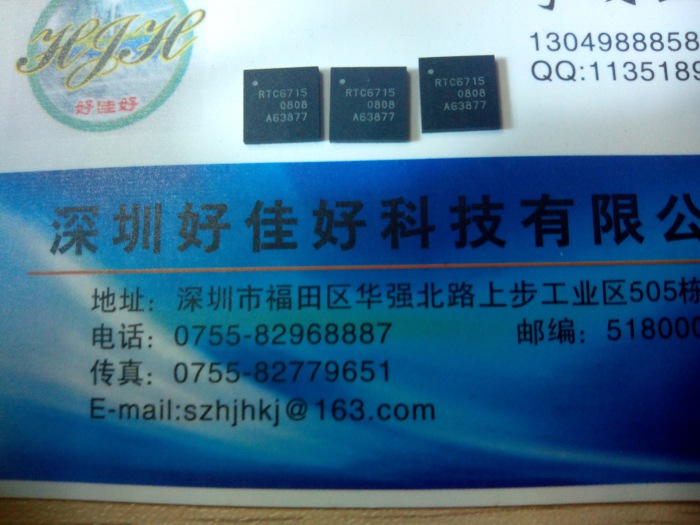 HJH
好佳好
13049888858
QQ:1135189
RTC6715
0808
A63877
RTC6715
0808
A63877
RTC6715
0808
A63877
深圳好佳好科技有限公
地址：深圳市福田区华强北路上步工业区505栋
电话：0755-82968887
邮编：518000
传真：0755-82779651
E-mail:szhjhkj@163.com